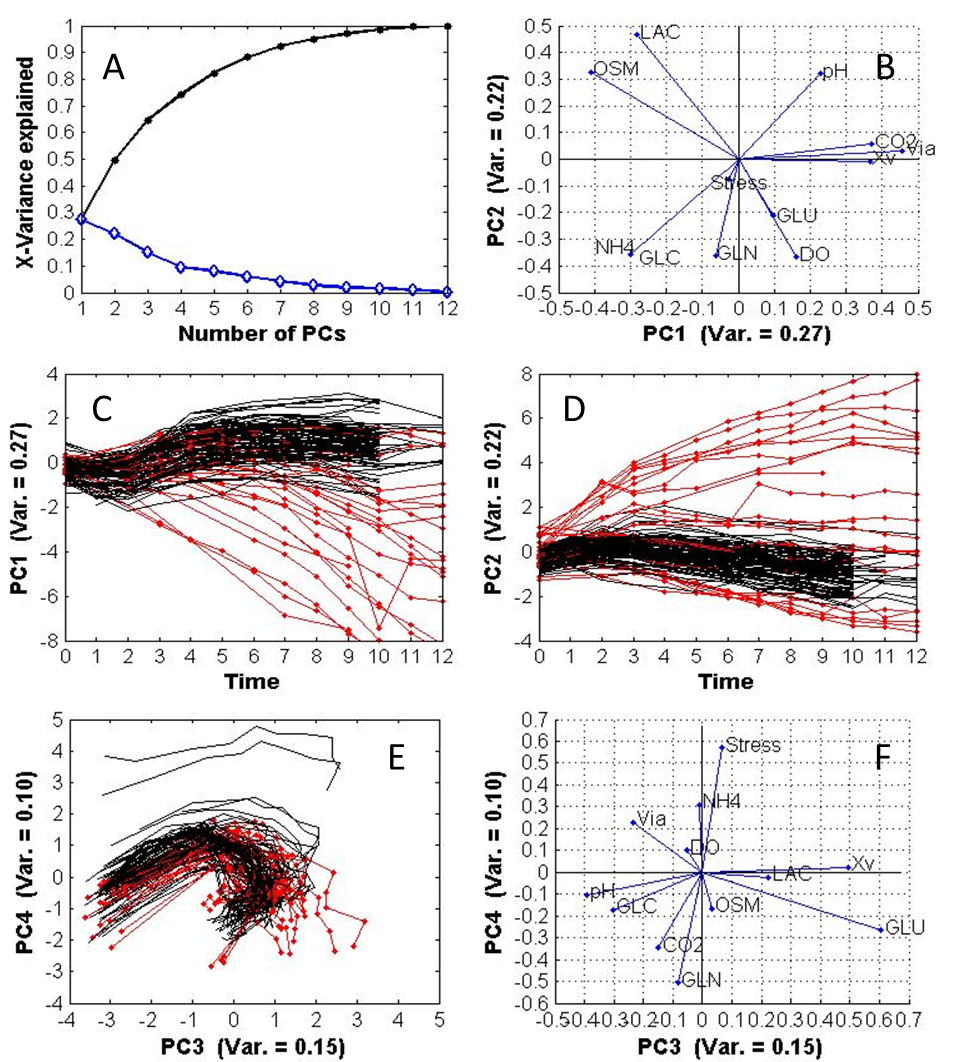 A
X-Variance explained
1
0.9
0.8
0.7
0.6
0.5
0.4
0.3
0.2
0.1
0
1 2 3 4 5 6 7 8 9 10 11 12
Number of PCs
B
PC2 (Var. = 0.22)
0.5
0.4
0.3
0.2
0.1
0
-0.1
-0.2
-0.3
-0.4
-0.5
LAC
OSM
pH
CO2
Via
Xv
Stress
GLU
NH4
GLC
GLN
DO
-0.5-0.4-0.3-0.2-0.1 0 0.1 0.2 0.3 0.4 0.5
PC1 (Var. = 0.27)
C
PC1 (Var. = 0.27)
4
2
0
-2
-4
-6
-8
0 1 2 3 4 5 6 7 8 9 10 11 12
Time
D
PC2 (Var. = 0.22)
8
6
4
2
0
-2
-4
0 1 2 3 4 5 6 7 8 9 10 11 12
Time
E
PC4 (Var. = 0.10)
5
4
3
2
1
0
-1
-2
-3
-4
-4 -3 -2 -1 0 1 2 3 4 5
PC3 (Var. = 0.15)
F
PC4 (Var. = 0.10)
0.7
0.6
0.5
0.4
0.3
0.2
0.1
0
-0.1
-0.2
-0.3
-0.4
-0.5
-0.6
Stress
NH4
Via
DO
Xv
LAC
pH
GLC
OSM
GLU
CO2
GLN
-0.5-0.4-0.3-0.2-0.1 0 0.10.20.30.40.50.60.7
PC3 (Var. = 0.15)